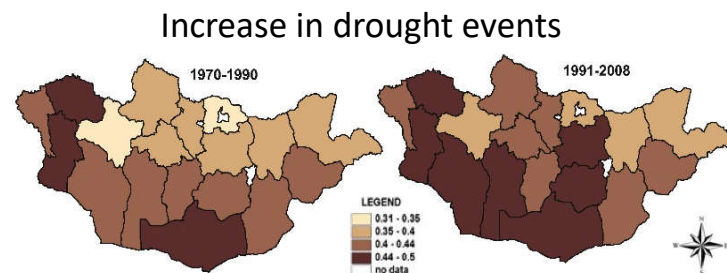 Increase in drought events
1970-1990
1991-2008
LEGEND
0.31 - 0.35
0.35 - 0.4
0.4 - 0.44
0.44 - 0.5
no data
N
W
E
S